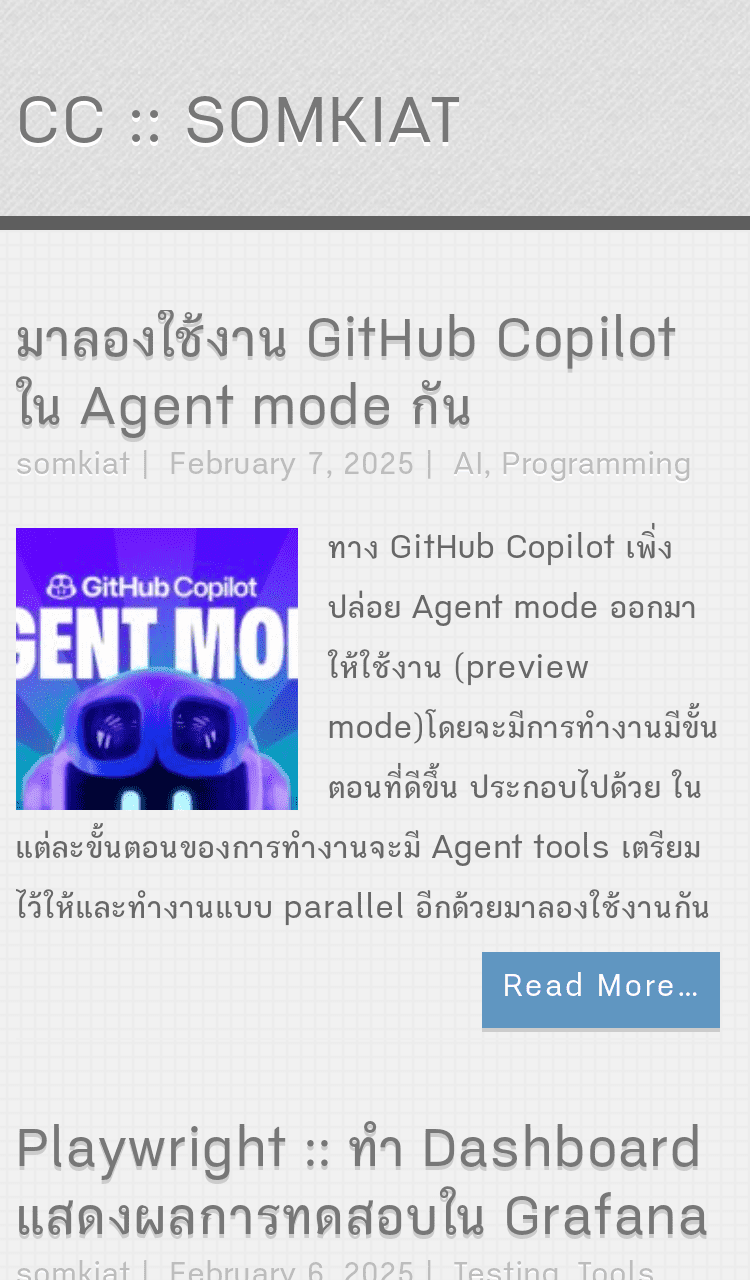 CC :: SOMKIAT
มาลองใช้งาน GitHub Copilot
ใน Agent mode กัน
somkiat | February 7, 2025 | AI, Programming
GitHub Copilot
GENT MO
ทาง GitHub Copilot เพิ่ง
ปล่อย Agent mode ออกมา
ให้ใช้งาน (preview
mode)โดยจะมีการทำงานมีขั้น
ตอนที่ดีขึ้น ประกอบไปด้วย ใน
แต่ละขั้นตอนของการทำงานจะมี Agent tools เตรียม
ไว้ให้และทำงานแบบ parallel อีกด้วยมาลองใช้งานกัน
Read More…
Playwright :: ทำ Dashboard
แสดงผลการทดสอบใน Grafana
somkiat | February 6, 2025 | Testing, Tools